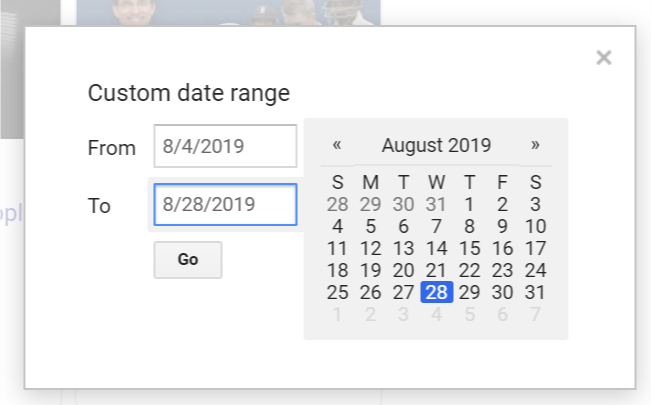 ×
Custom date range
From 8/4/2019
To 8/28/2019
Go
« August 2019 »
S M T W T F S
28 29 30 31 1 2 3
4 5 6 7 8 9 10
11 12 13 14 15 16 17
18 19 20 21 22 23 24
25 26 27 28 29 30 31
1 2 3 4 5 6 7
opl